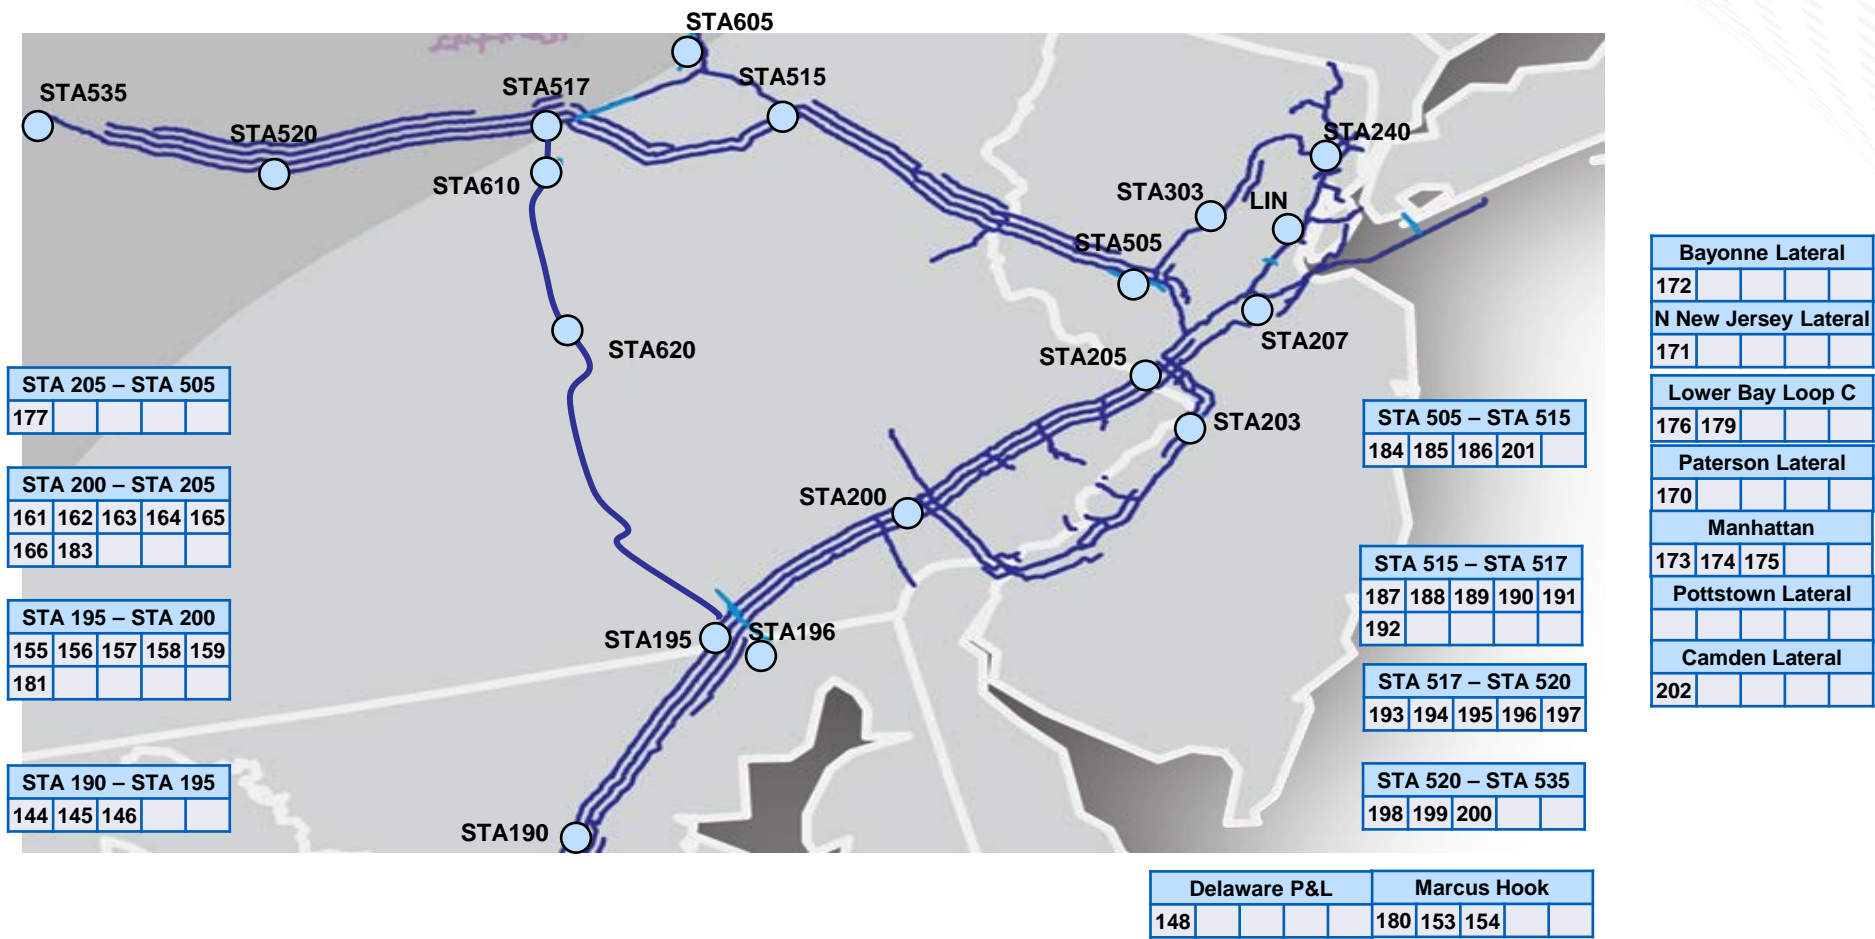 STA605
STA535
STA517
STA515
STA520
STA240
STA610
STA303
LIN
STA505
STA620
STA207
STA205
STA203
STA200
STA195
STA196
STA190
STA 205 – STA 505
177
STA 200 – STA 205
161 162 163 164 165
166 183
STA 195 – STA 200
155 156 157 158 159
181
STA 190 – STA 195
144 145 146
STA 505 – STA 515
184 185 186 201
STA 515 – STA 517
187 188 189 190 191
192
STA 517 – STA 520
193 194 195 196 197
STA 520 – STA 535
198 199 200
Bayonne Lateral
172
N New Jersey Lateral
171
Lower Bay Loop C
176 179
Paterson Lateral
170
Manhattan
173 174 175
Pottstown Lateral
Camden Lateral
202
Delaware P&L
148
Marcus Hook
180 153 154